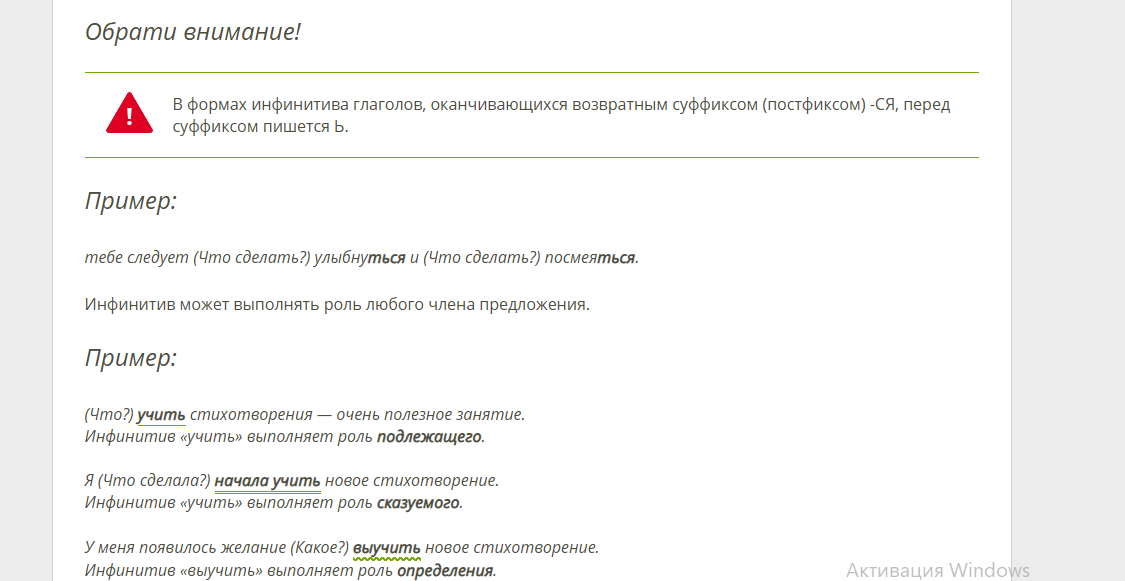 Обрати внимание!
В формах инфинитива глаголов, оканчивающихся возвратным суффиксом (постфиксом) -СЯ, перед
суффиксом пишется Ь.
Пример:
тебе следует (Что сделать?) улыбнуться и (Что сделать?) посмеяться.
Инфинитив может выполнять роль любого члена предложения.
Пример:
(Что?) учить стихотворения — очень полезное занятие.
Инфинитив «учить» выполняет роль подлежащего.
Я (Что сделала?) начала учить новое стихотворение.
Инфинитив «учить» выполняет роль сказуемого.
У меня появилось желание (Какое?) выучить новое стихотворение.
Инфинитив «выучить» выполняет роль определения.
Активация Windows